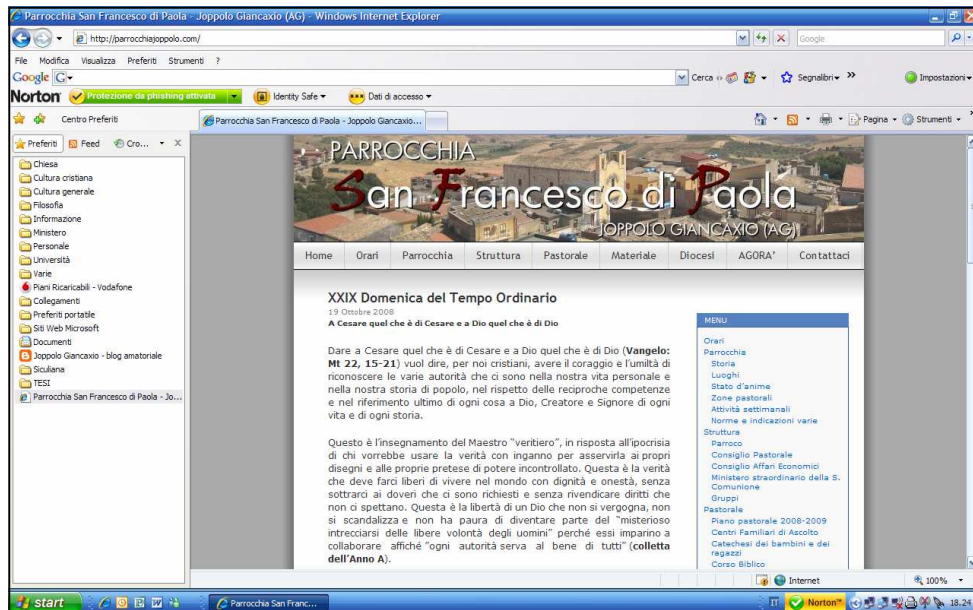 Parrocchia San Francesco di Paola - Joppolo Giancaxio (AG) - Windows Internet Explorer
http://parrocchiajoppolo.com/
Google
File Modifica Visualizza Preferiti Strumenti ?
Google G
Cerca
Segnalibri
Impostazioni
Norton Protezione da phishing attivata Identity Safe Dati di accesso
Centro Preferiti
Parrocchia San Francesco di Paola - Joppolo Giancaxio...
Pagina Strumenti
Preferiti Feed Cro... X
Chiesa
Cultura cristiana
Cultura generale
Filosofia
Informazione
Ministero
Personale
Università
Varie
Piani Ricaricabili - Vodafone
Collegamenti
Preferiti portatile
Siti Web Microsoft
Documenti
Joppolo Giancaxio - blog amatoriale
Siculiana
TESI
Parrocchia San Francesco di Paola - Jo...
PARROCCHIA
San Francesco di Paola
JOPPOLO GIANCAXIO (AG)
Home Orari Parrocchia Struttura Pastorale Materiale Diocesi AGORA' Contattaci
XXIX Domenica del Tempo Ordinario
19 Ottobre 2008
A Cesare quel che è di Cesare e a Dio quel che è di Dio
Dare a Cesare quel che è di Cesare e a Dio quel che è di Dio (Vangelo:
Mt 22, 15-21) vuol dire, per noi cristiani, avere il coraggio e l'umiltà di
riconoscere le varie autorità che ci sono nella nostra vita personale e
nella nostra storia di popolo, nel rispetto delle reciproche competenze
e nel riferimento ultimo di ogni cosa a Dio, Creatore e Signore di ogni
vita e di ogni storia.
Questo è l'insegnamento del Maestro "veritiero", in risposta all'ipocrisia
di chi vorrebbe usare la verità con inganno per asservirla ai propri
disegni e alle proprie pretese di potere incontrollato. Questa è la verità
che deve farci liberi di vivere nel mondo con dignità e onestà, senza
sottrarci ai doveri che ci sono richiesti e senza rivendicare diritti che
non ci spettano. Questa è la libertà di un Dio che non si vergogna, non
si scandalizza e non ha paura di diventare parte del "misterioso
intrecciarsi delle libere volontà degli uomini" perché essi imparino a
collaborare affiché "ogni autorità serva al bene di tutti" (colletta
dell'Anno A).
MENU
Orari
Parrocchia
Storia
Luoghi
Stato d'anime
Zone pastorali
Attività settimanali
Norme e indicazioni varie
Struttura
Parroco
Consiglio Pastorale
Consiglio Affari Economici
Ministero straordinario della S.
Comunione
Gruppi
Pastorale
Piano pastorale 2008-2009
Centri Familiari di Ascolto
Catechesi dei bambini e dei
ragazzi
Corso Biblico
Internet
100%
start
Parrocchia San Franc...
IT
Norton
18.24